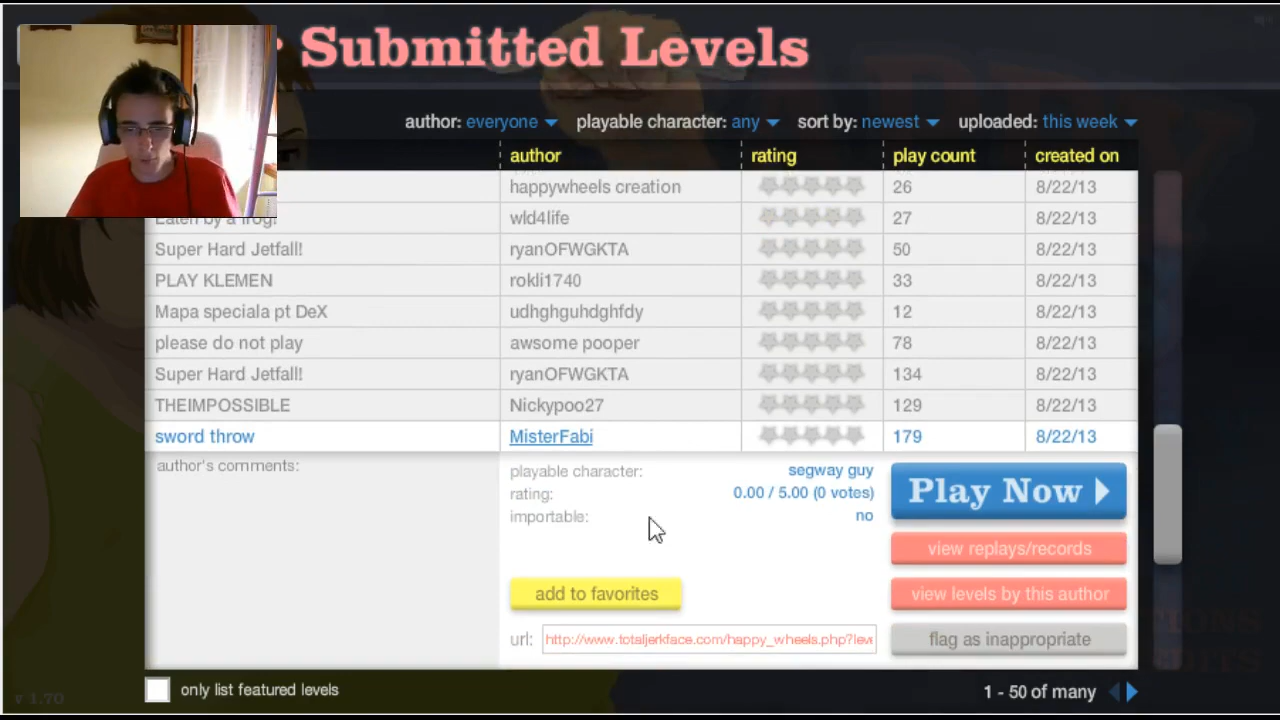 Submitted Levels
author: everyone playable character: any sort by: newest uploaded: this week
author rating play count created on
happywheels creation 26 8/22/13
Eaten by a frog! wld4life 27 8/22/13
Super Hard Jetfall! ryanOFWGKTA 50 8/22/13
PLAY KLEMEN rokli1740 33 8/22/13
Mapa speciala pt DeX udhghguhdghfdy 12 8/22/13
please do not play awsome pooper 78 8/22/13
Super Hard Jetfall! ryanOFWGKTA 134 8/22/13
THEIMPOSSIBLE Nickypoo27 129 8/22/13
sword throw MisterFabi 179 8/22/13
author's comments:
playable character: segway guy
rating: 0.00 / 5.00 (0 votes)
importable: no
Play Now
view replays/records
add to favorites
view levels by this author
url: http://www.totaljerkface.com/happy_wheels.php?lev
flag as inappropriate
only list featured levels
1 - 50 of many
v 1.70